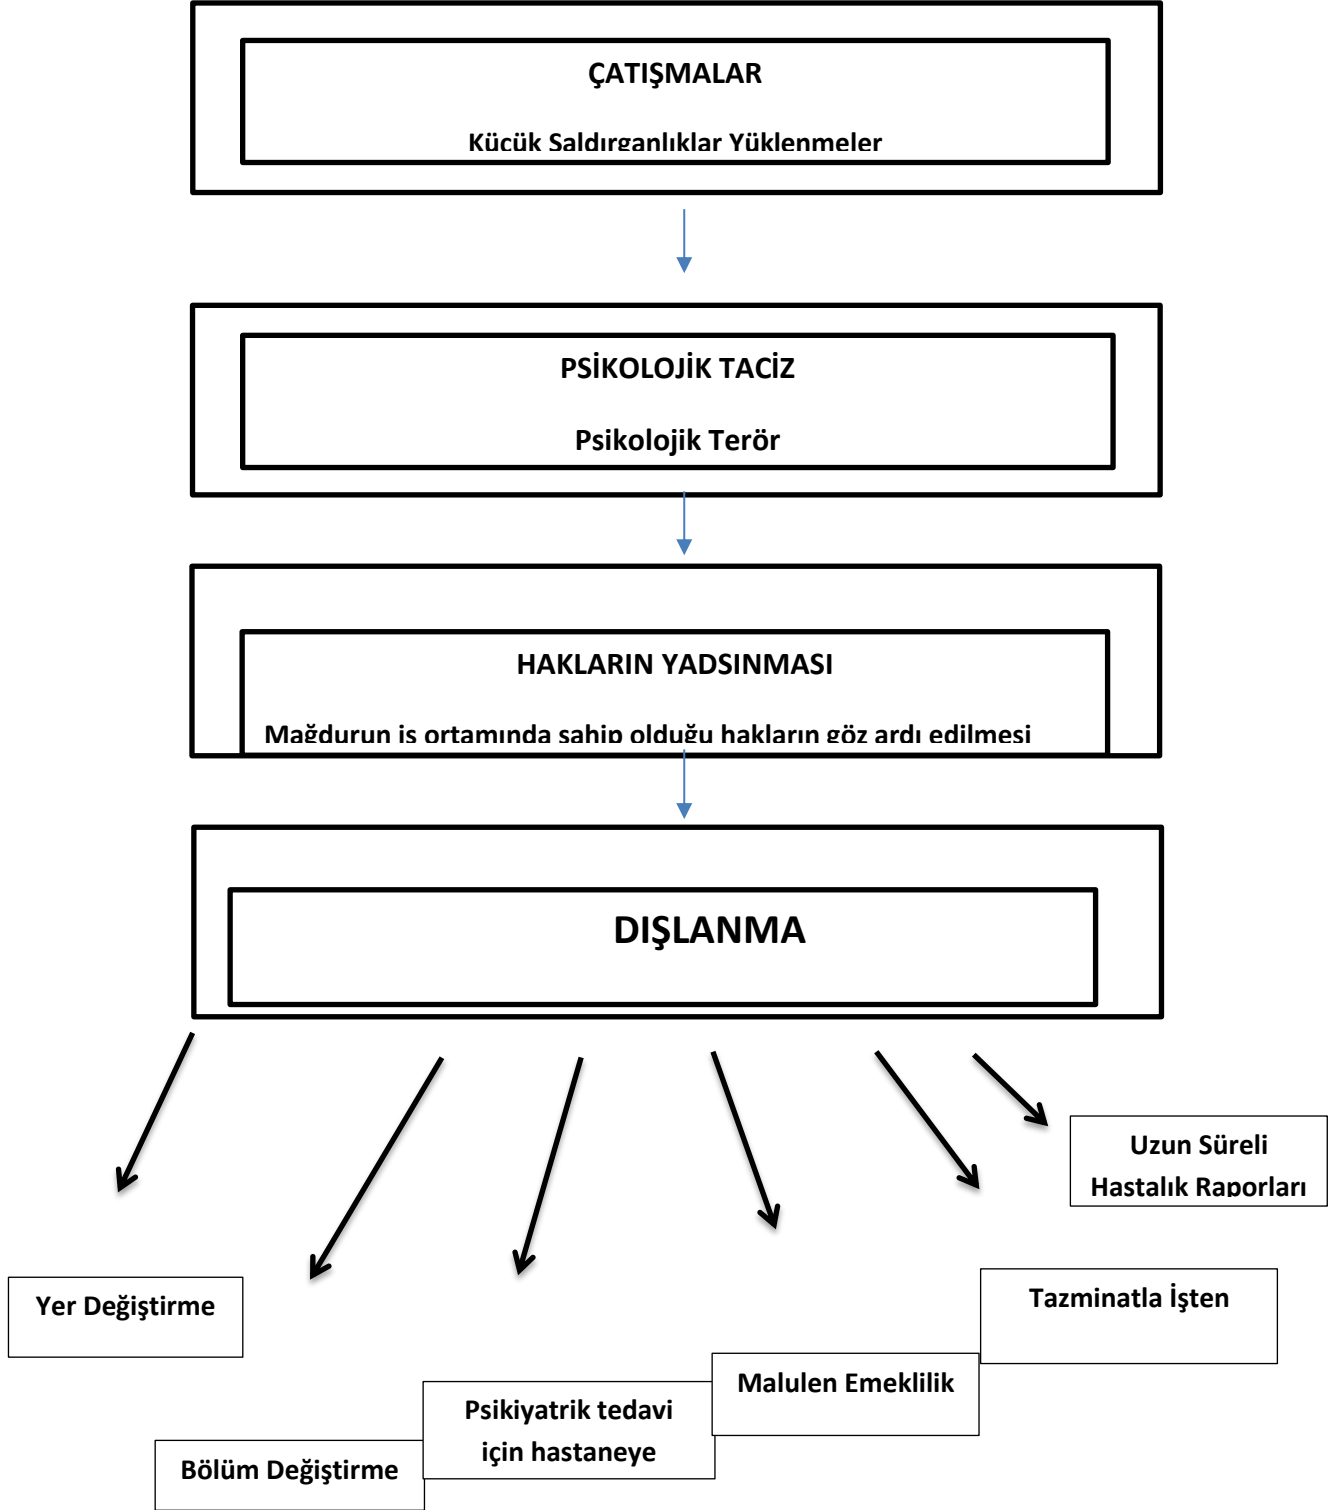 ÇATIŞMALAR
Küçük Saldırganlıklar Yüklenmeler
PSİKOLOJİK TACİZ
Psikolojik Terör
HAKLARIN YADSINMASI
Mağdurun iş ortamında sahip olduğu hakların göz ardı edilmesi
DIŞLANMA
Uzun Süreli
Hastalık Raporları
Yer Değiştirme
Tazminatla İşten
Malulen Emeklilik
Psikiyatrik tedavi
için hastaneye
Bölüm Değiştirme